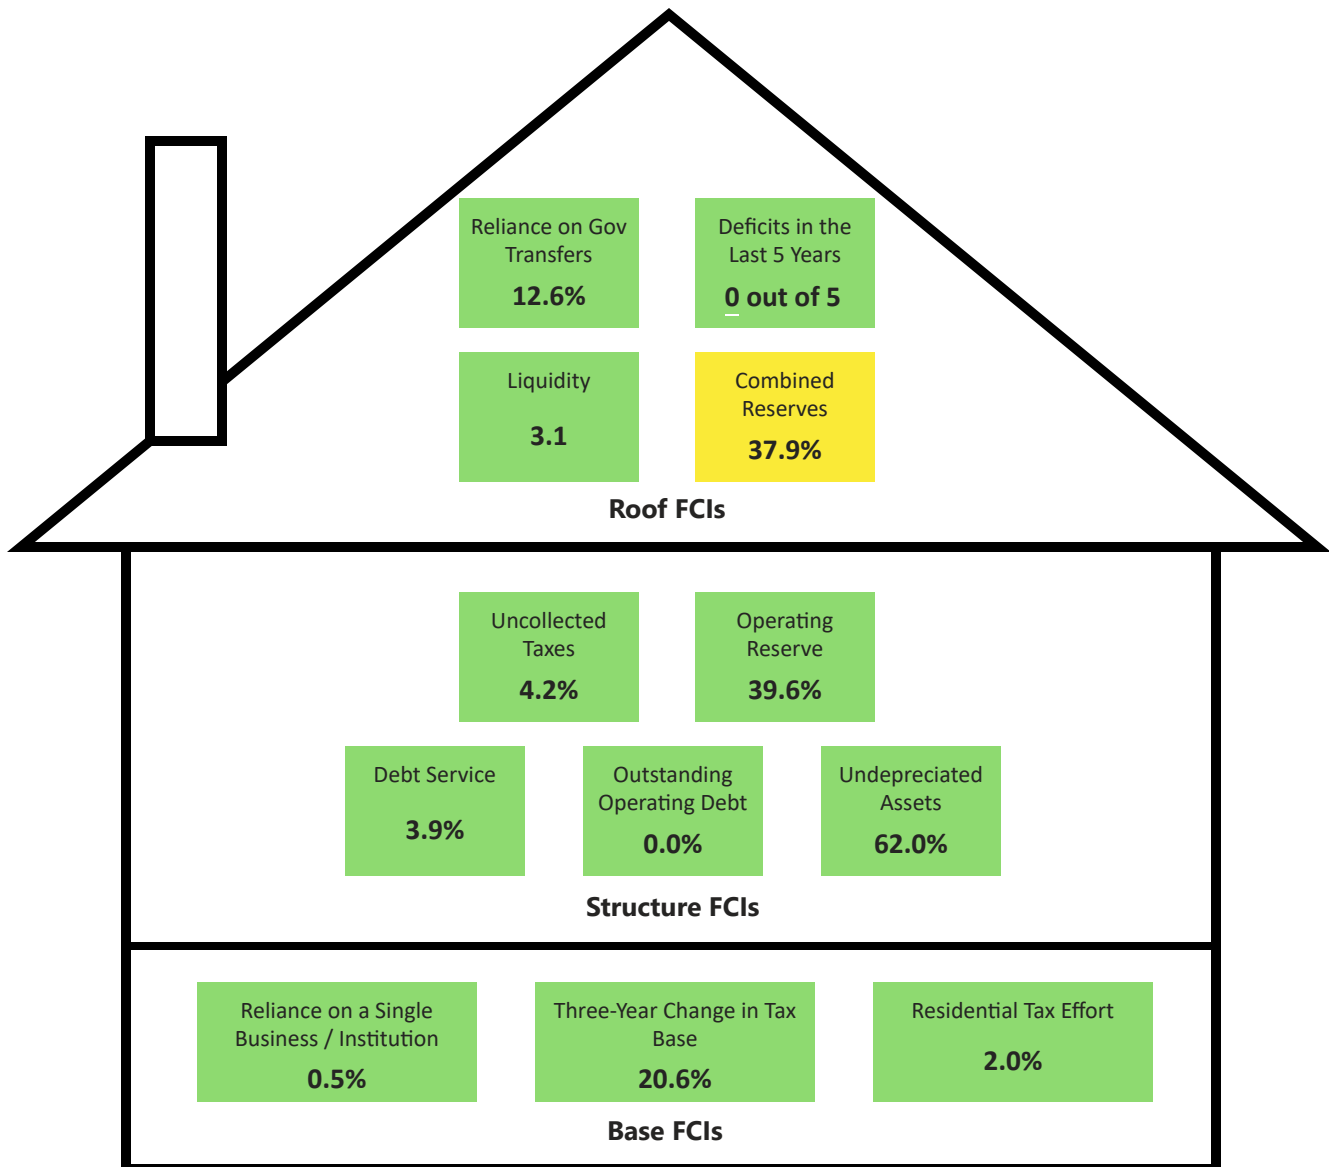 Reliance on Gov
Transfers
12.6%
Deficits in the
Last 5 Years
0 out of 5
Liquidity
3.1
Combined
Reserves
37.9%
Roof FCIs
Uncollected
Taxes
4.2%
Operating
Reserve
39.6%
Debt Service
3.9%
Outstanding
Operating Debt
0.0%
Undepreciated
Assets
62.0%
Structure FCIs
Reliance on a Single
Business / Institution
0.5%
Three-Year Change in Tax
Base
20.6%
Residential Tax Effort
2.0%
Base FCIs